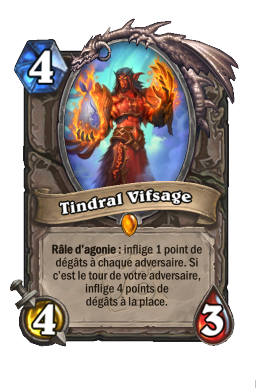 4
Tindral Vifsage
Râle d'agonie : inflige 1 point de
dégâts à chaque adversaire. Si
c'est le tour de votre adversaire,
inflige 4 points de
dégâts à la place.
4
3